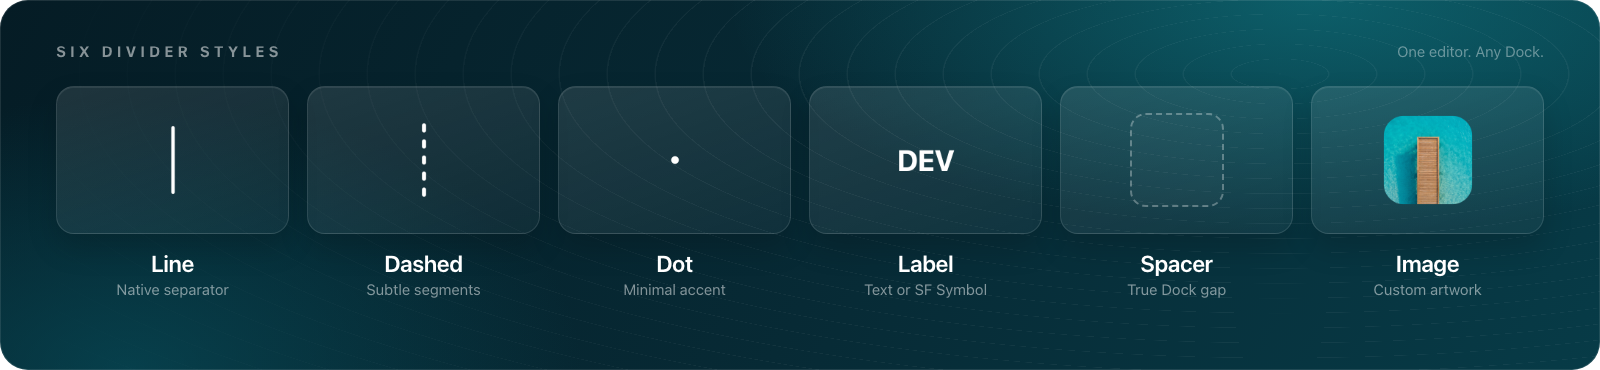 SIX DIVIDER STYLES
One editor. Any Dock.
DEV
Line
Dashed
Dot
Label
Spacer
Image
Native separator
Subtle segments
Minimal accent
Text or SF Symbol
True Dock gap
Custom artwork